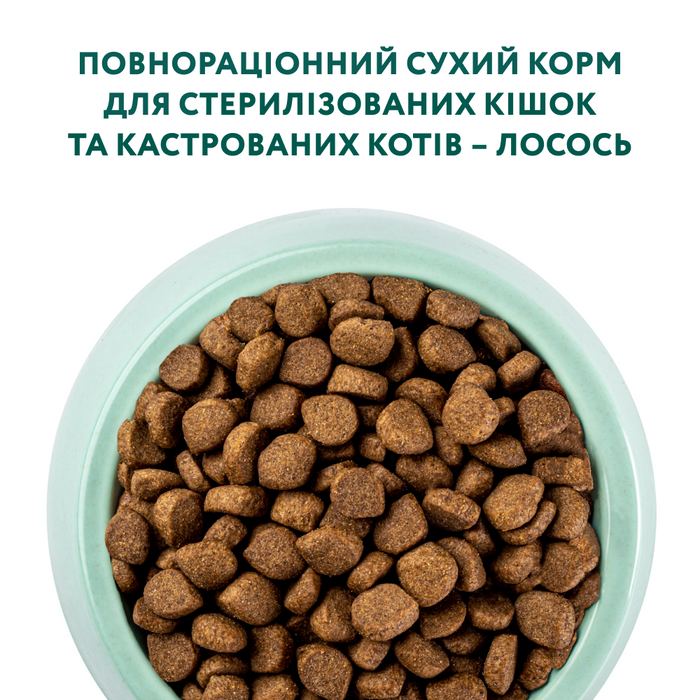 ПОВНОРАЦІОННИЙ СУХИЙ КОРМ
ДЛЯ СТЕРИЛІЗОВАНИХ КІШОК
ТА КАСТРОВАНИХ КОТІВ – ЛОСОСЬ